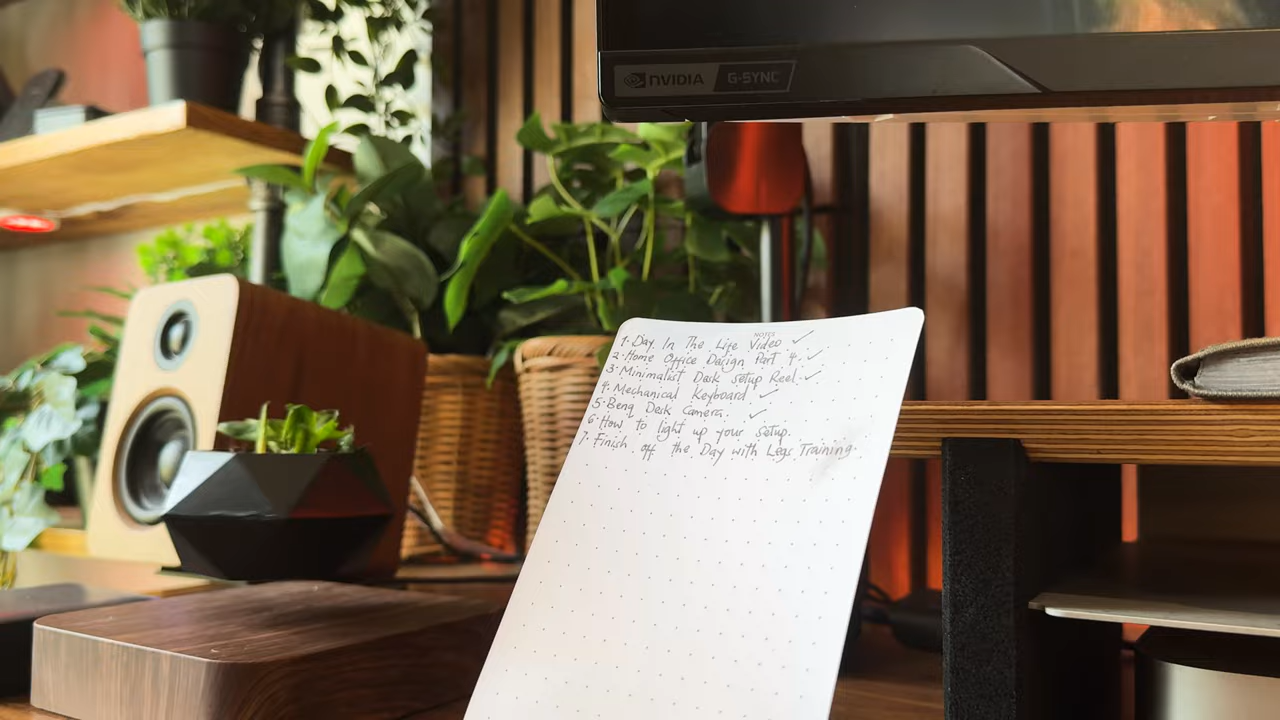 NVIDIA G-SYNC
NOTES
1. Day In The Life Video ✓
2. Home Office Design Part 4. ✓
3. Minimalist Desk Setup Reel. ✓
4. Mechanical Keyboard ✓
5. Benq Desk Camera. ✓
6. How to light up your Setup.
7. Finish off the Day with Legs Training.